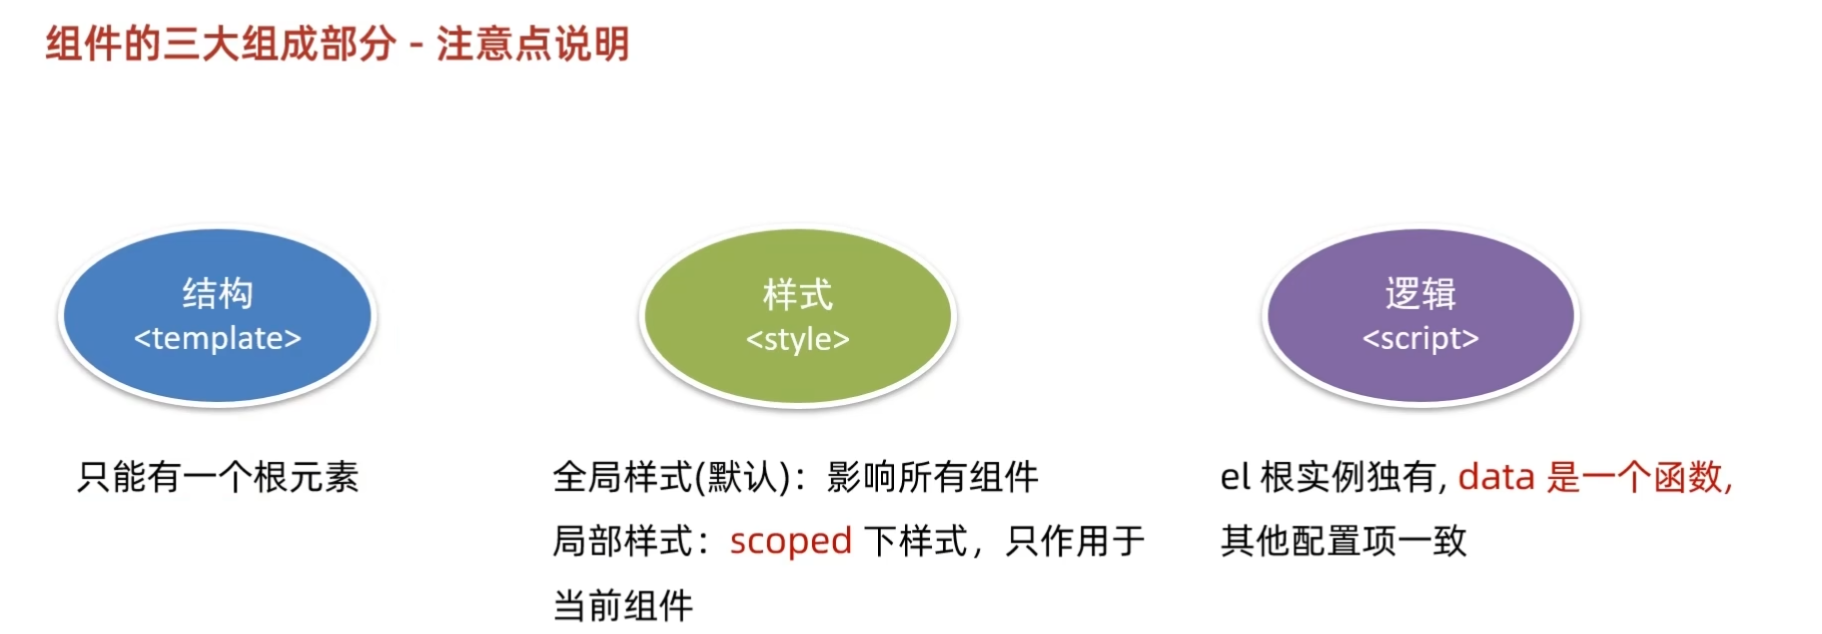 组件的三大组成部分 - 注意点说明
结构
<template>
只能有一个根元素
样式
<style>
全局样式(默认)：影响所有组件
局部样式：scoped 下样式，只作用于
当前组件
逻辑
<script>
el 根实例独有, data 是一个函数,
其他配置项一致